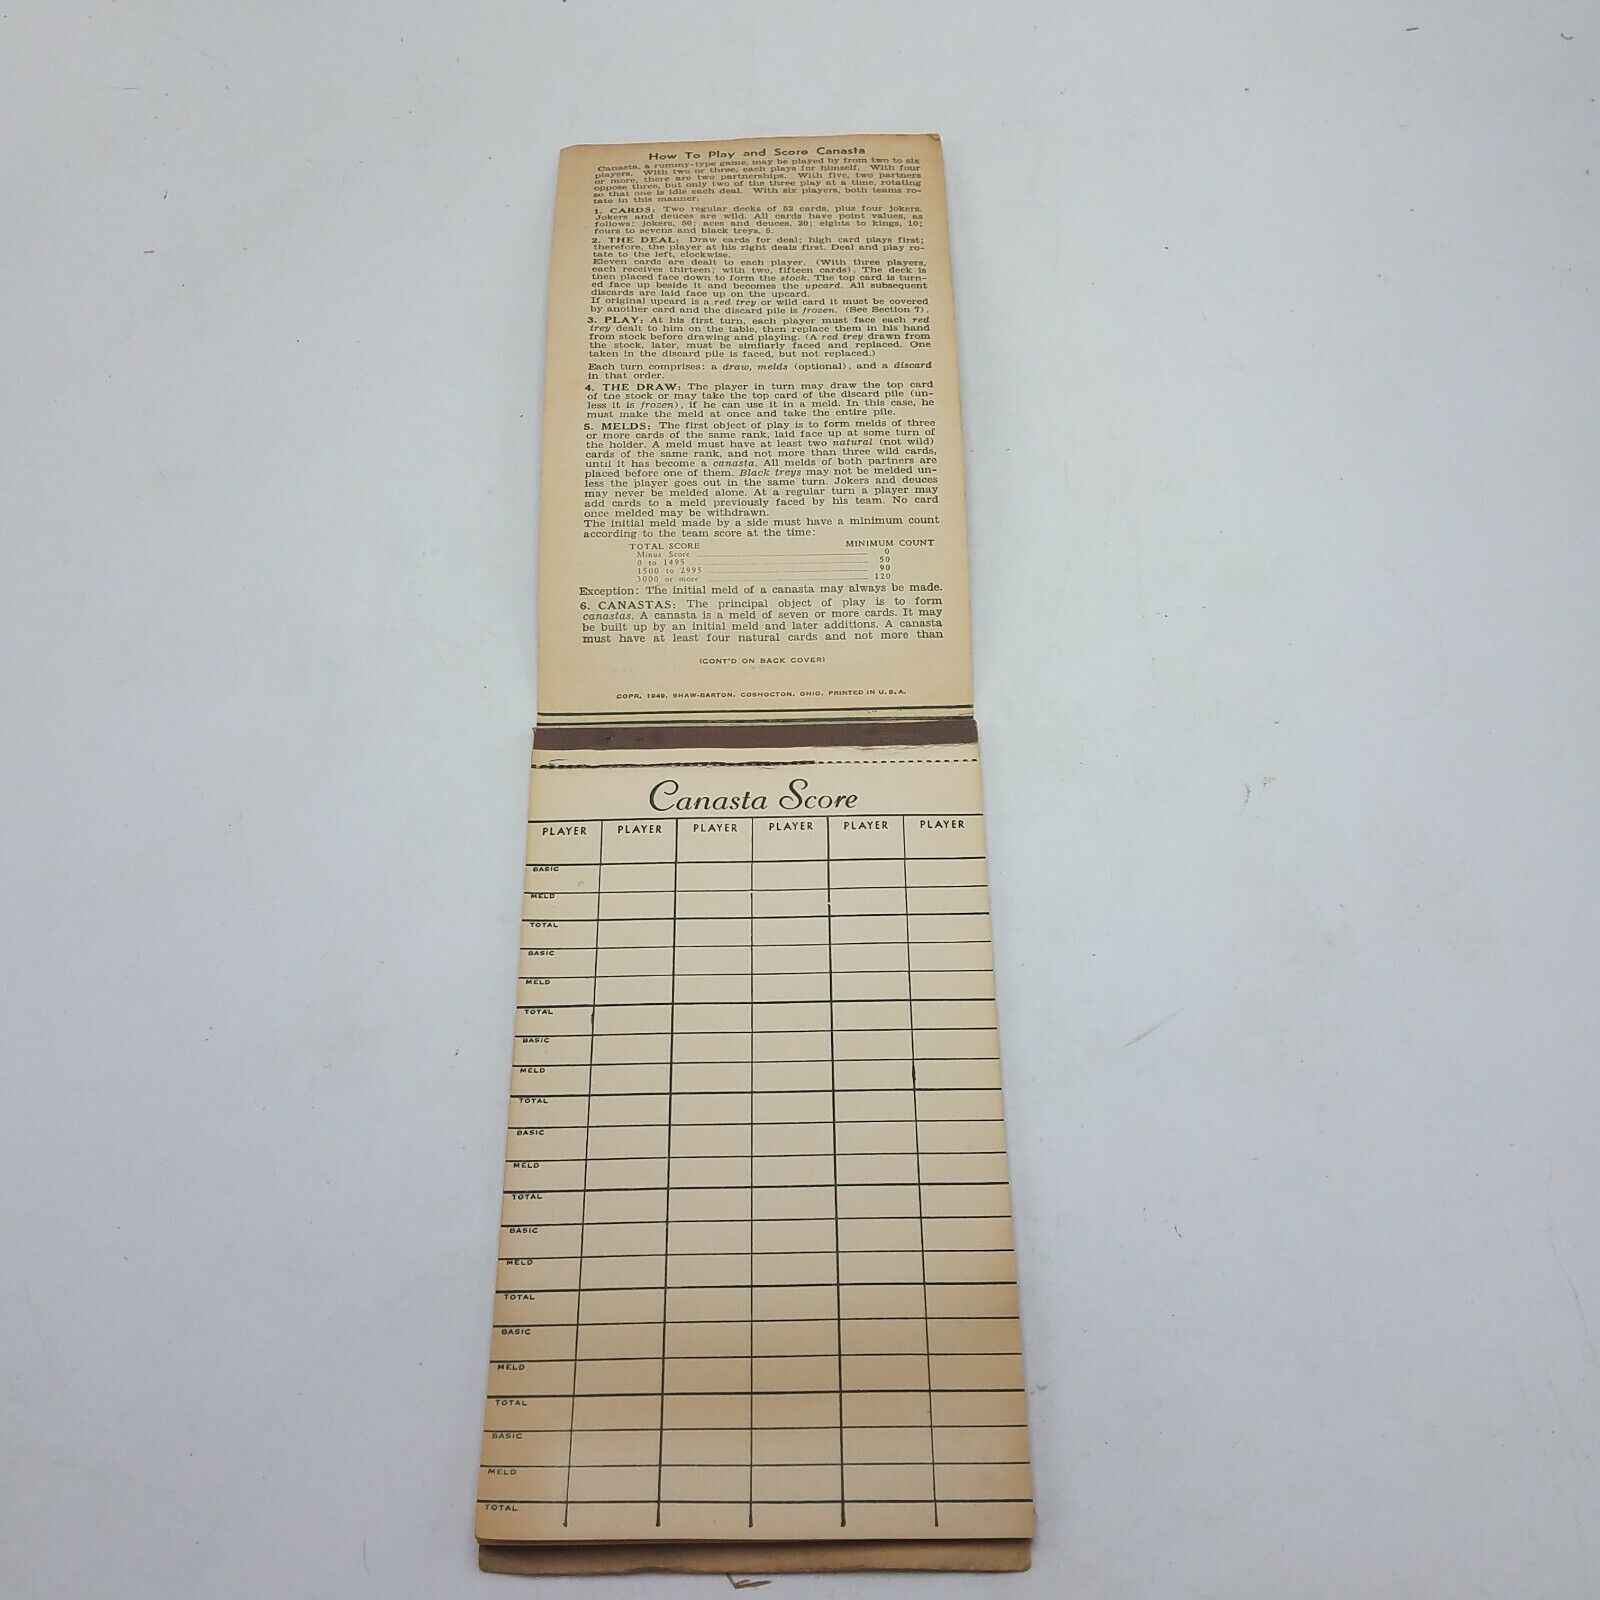 How To Play and Score Canasta
Canasta, a rummy-type game, may be played by from two to six
players. With two or three, each plays for himself. With four
or more, there are two partnerships. With five, two partners
oppose three, but only two of the three play at a time, rotating
so that one is idle each deal. With six players, both teams ro-
tate in this manner.
1. CARDS: Two regular decks of 52 cards, plus four jokers.
Jokers and deuces are wild. All cards have point values, as
follows: jokers, 50; aces and deuces, 20; eights to kings, 10;
fours to sevens and black treys, 5.
2. THE DEAL: Draw cards for deal; high card plays first;
therefore, the player at his right deals first. Deal and play ro-
tate to the left, clockwise.
Eleven cards are dealt to each player. (With three players,
each receives thirteen; with two, fifteen cards). The deck is
then placed face down to form the stock. The top card is turn-
ed face up beside it and becomes the upcard. All subsequent
discards are laid face up on the upcard.
If original upcard is a red trey or wild card it must be covered
by another card and the discard pile is frozen. (See Section 7).
3. PLAY: At his first turn, each player must face each red
trey dealt to him on the table, then replace them in his hand
from stock before drawing and playing. (A red trey drawn from
the stock, later, must be similarly faced and replaced. One
taken in the discard pile is faced, but not replaced.)
Each turn comprises: a draw, melds (optional), and a discard
in that order.
4. THE DRAW: The player in turn may draw the top card
of the stock or may take the top card of the discard pile (un-
less it is frozen), if he can use it in a meld. In this case, he
must make the meld at once and take the entire pile.
5. MELDS: The first object of play is to form melds of three
or more cards of the same rank, laid face up at some turn of
the holder. A meld must have at least two natural (not wild)
cards of the same rank, and not more than three wild cards,
until it has become a canasta. All melds of both partners are
placed before one of them. Black treys may not be melded un-
less the player goes out in the same turn. Jokers and deuces
may never be melded alone. At a regular turn a player may
add cards to a meld previously faced by his team. No card
once melded may be withdrawn.
The initial meld made by a side must have a minimum count
according to the team score at the time:
TOTAL SCORE MINIMUM COUNT
Minus Score 0
0 to 1495 50
1500 to 2995 90
3000 or more 120
Exception: The initial meld of a canasta may always be made.
6. CANASTAS: The principal object of play is to form
canastas. A canasta is a meld of seven or more cards. It may
be built up by an initial meld and later additions. A canasta
must have at least four natural cards and not more than
(CONT'D ON BACK COVER)
COPR. 1949, SHAW-BARTON, COSHOCTON, OHIO. PRINTED IN U.S.A.
Canasta Score
PLAYER PLAYER PLAYER PLAYER PLAYER PLAYER
BASIC
MELD
TOTAL
BASIC
MELD
TOTAL
BASIC
MELD
TOTAL
BASIC
MELD
TOTAL
BASIC
MELD
TOTAL
BASIC
MELD
TOTAL
BASIC
MELD
TOTAL